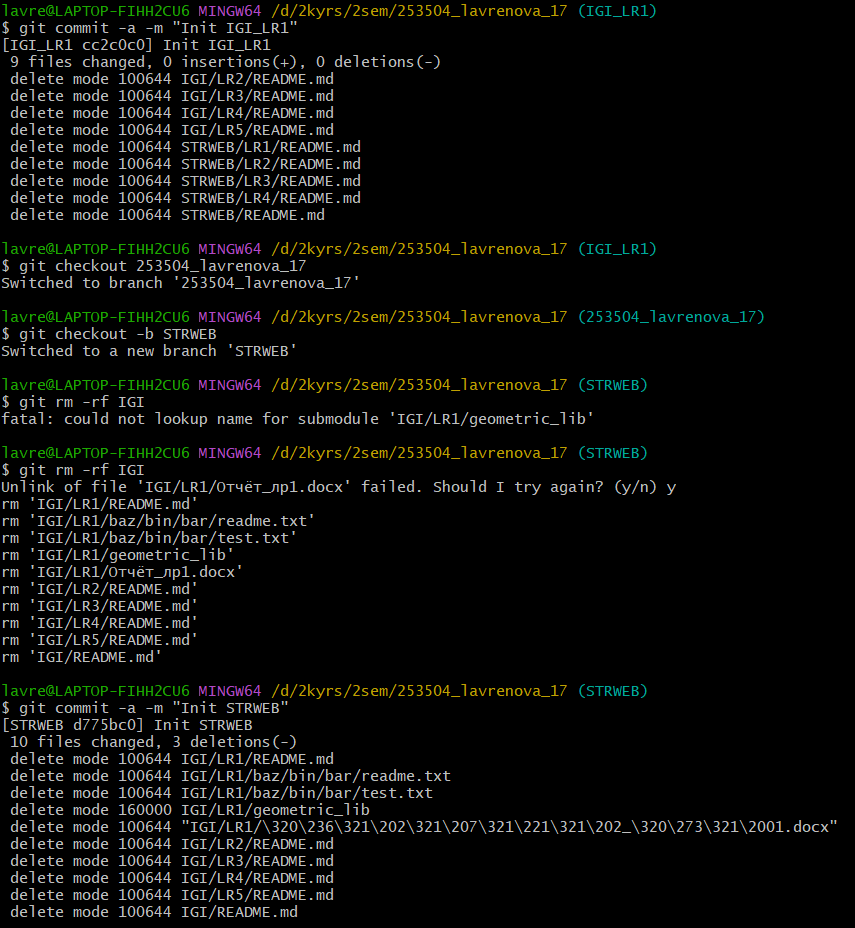 lavre@LAPTOP-FIHH2CU6 MINGW64 /d/2kyrs/2sem/253504_lavrenova_17 (IGI_LR1)
$ git commit -a -m "Init IGI_LR1"
[IGI_LR1 cc2c0c0] Init IGI_LR1
 9 files changed, 0 insertions(+), 0 deletions(-)
 delete mode 100644 IGI/LR2/README.md
 delete mode 100644 IGI/LR3/README.md
 delete mode 100644 IGI/LR4/README.md
 delete mode 100644 IGI/LR5/README.md
 delete mode 100644 STRWEB/LR1/README.md
 delete mode 100644 STRWEB/LR2/README.md
 delete mode 100644 STRWEB/LR3/README.md
 delete mode 100644 STRWEB/LR4/README.md
 delete mode 100644 STRWEB/README.md

lavre@LAPTOP-FIHH2CU6 MINGW64 /d/2kyrs/2sem/253504_lavrenova_17 (IGI_LR1)
$ git checkout 253504_lavrenova_17
Switched to branch '253504_lavrenova_17'

lavre@LAPTOP-FIHH2CU6 MINGW64 /d/2kyrs/2sem/253504_lavrenova_17 (253504_lavrenova_17)
$ git checkout -b STRWEB
Switched to a new branch 'STRWEB'

lavre@LAPTOP-FIHH2CU6 MINGW64 /d/2kyrs/2sem/253504_lavrenova_17 (STRWEB)
$ git rm -rf IGI
fatal: could not lookup name for submodule 'IGI/LR1/geometric_lib'

lavre@LAPTOP-FIHH2CU6 MINGW64 /d/2kyrs/2sem/253504_lavrenova_17 (STRWEB)
$ git rm -rf IGI
Unlink of file 'IGI/LR1/Отчёт_лр1.docx' failed. Should I try again? (y/n) y
rm 'IGI/LR1/README.md'
rm 'IGI/LR1/baz/bin/bar/readme.txt'
rm 'IGI/LR1/baz/bin/bar/test.txt'
rm 'IGI/LR1/geometric_lib'
rm 'IGI/LR1/Отчёт_лр1.docx'
rm 'IGI/LR2/README.md'
rm 'IGI/LR3/README.md'
rm 'IGI/LR4/README.md'
rm 'IGI/LR5/README.md'
rm 'IGI/README.md'

lavre@LAPTOP-FIHH2CU6 MINGW64 /d/2kyrs/2sem/253504_lavrenova_17 (STRWEB)
$ git commit -a -m "Init STRWEB"
[STRWEB d775bc0] Init STRWEB
 10 files changed, 3 deletions(-)
 delete mode 100644 IGI/LR1/README.md
 delete mode 100644 IGI/LR1/baz/bin/bar/readme.txt
 delete mode 100644 IGI/LR1/baz/bin/bar/test.txt
 delete mode 160000 IGI/LR1/geometric_lib
 delete mode 100644 "IGI/LR1/\320\236\321\202\321\207\321\221\321\202_\320\273\321\2001.docx"
 delete mode 100644 IGI/LR2/README.md
 delete mode 100644 IGI/LR3/README.md
 delete mode 100644 IGI/LR4/README.md
 delete mode 100644 IGI/LR5/README.md
 delete mode 100644 IGI/README.md